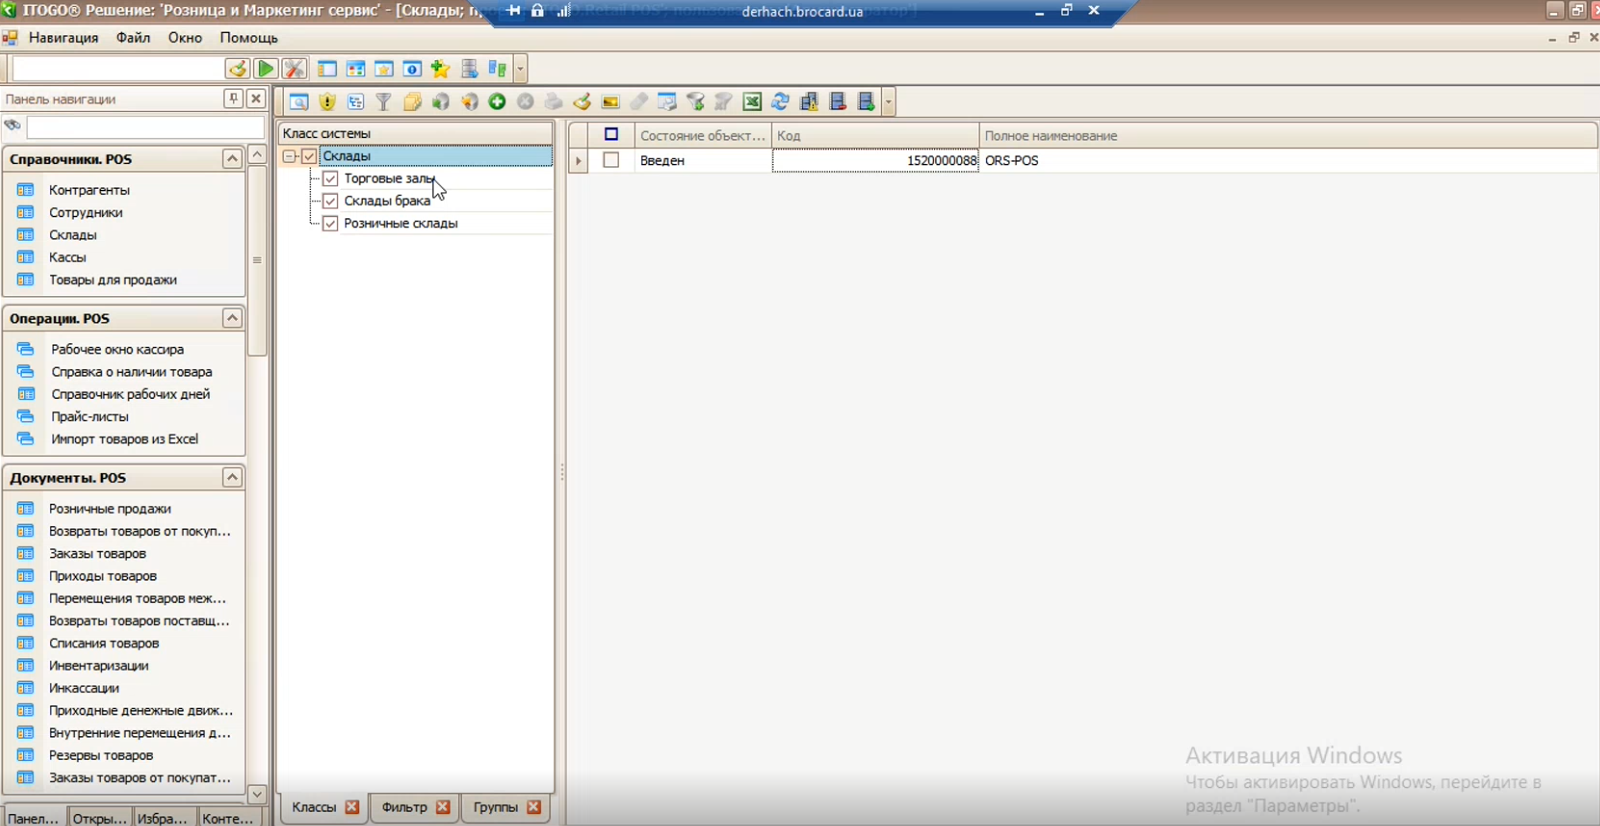 ITOGO® Решение: 'Розница и Маркетинг сервис' - [Склады;
derhach.brocard.ua
Навигация Файл Окно Помощь
Панель навигации
Справочники. POS
Контрагенты
Сотрудники
Склады
Кассы
Товары для продажи
Операции. POS
Рабочее окно кассира
Справка о наличии товара
Справочник рабочих дней
Прайс-листы
Импорт товаров из Excel
Документы. POS
Розничные продажи
Возвраты товаров от покуп...
Заказы товаров
Приходы товаров
Перемещения товаров меж...
Возвраты товаров поставщ...
Списания товаров
Инвентаризации
Инкассации
Приходные денежные движ...
Внутренние перемещения д...
Резервы товаров
Заказы товаров от покупат...
Панел... Откры... Избра... Конте...
Класс системы
Склады
Торговые залы
Склады брака
Розничные склады
Классы Фильтр Группы
Состояние объект... Код Полное наименование
Введен 1520000088 ORS-POS
Активация Windows
Чтобы активировать Windows, перейдите в
раздел "Параметры".